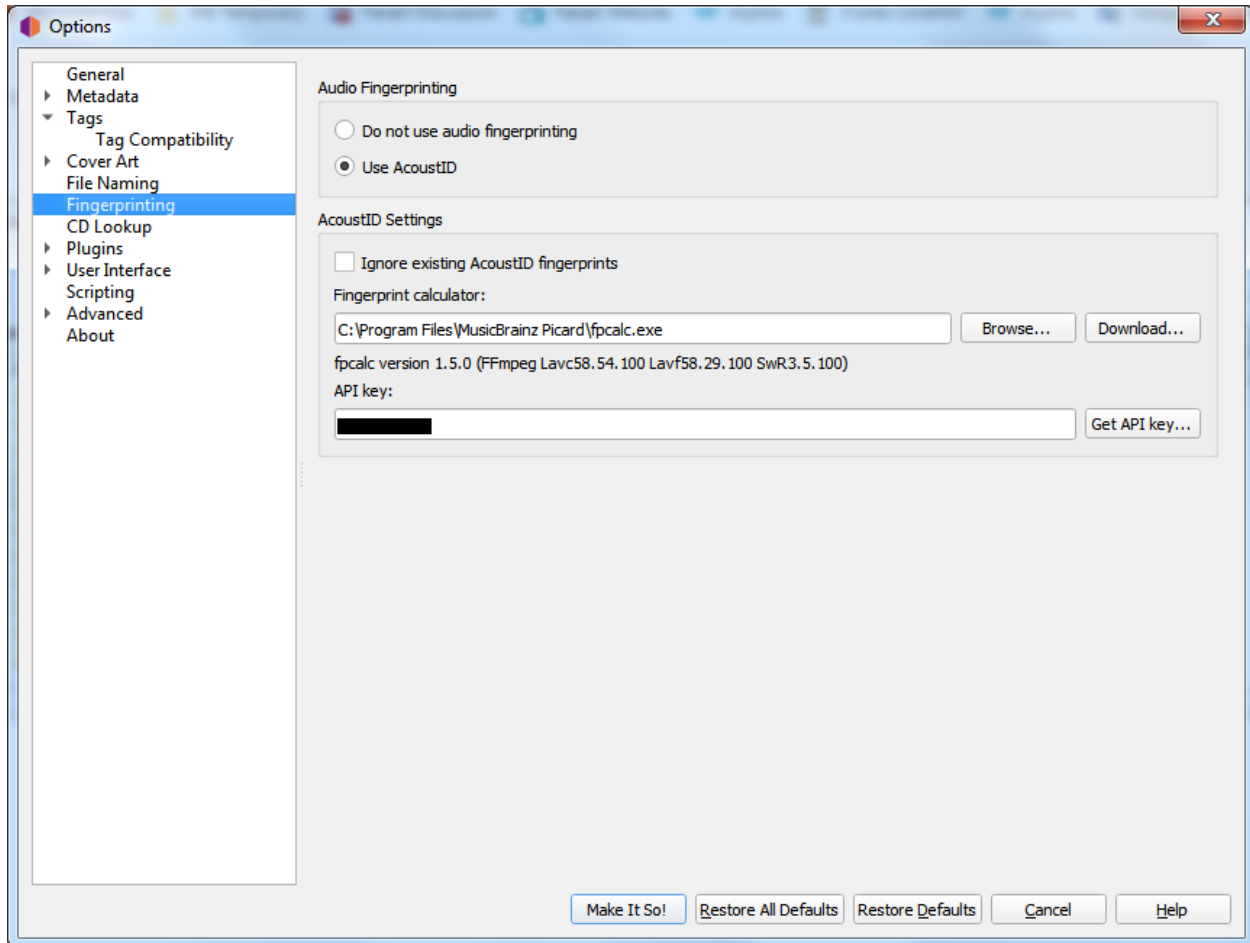 Options
General
Metadata
Tags
Tag Compatibility
Cover Art
File Naming
Fingerprinting
CD Lookup
Plugins
User Interface
Scripting
Advanced
About
Audio Fingerprinting
Do not use audio fingerprinting
Use AcoustID
AcoustID Settings
Ignore existing AcoustID fingerprints
Fingerprint calculator:
C:\Program Files\MusicBrainz Picard\fpcalc.exe Browse... Download...
fpcalc version 1.5.0 (FFmpeg Lavc58.54.100 Lavf58.29.100 SwR3.5.100)
API key:
Get API key...
Make It So! Restore All Defaults Restore Defaults Cancel Help